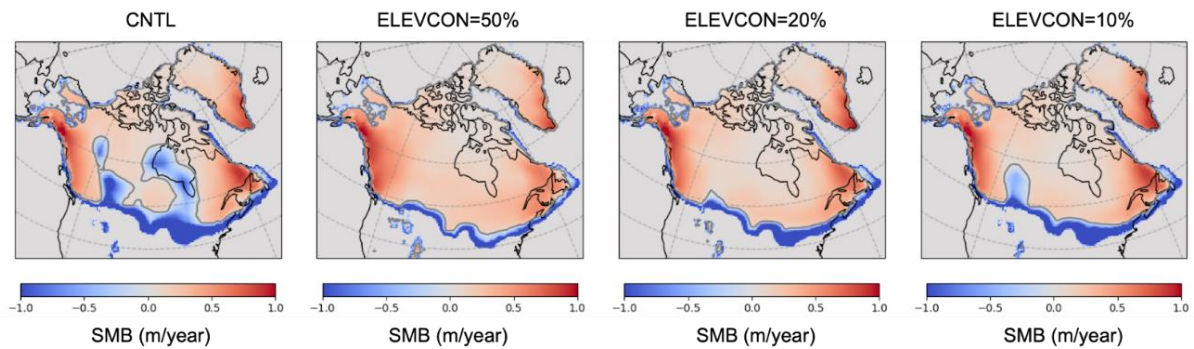 CNTL ELEVCON=50% ELEVCON=20% ELEVCON=10%
−1.0 −0.5 0.0 0.5 1.0 −1.0 −0.5 0.0 0.5 1.0 −1.0 −0.5 0.0 0.5 1.0 −1.0 −0.5 0.0 0.5 1.0
SMB (m/year) SMB (m/year) SMB (m/year) SMB (m/year)